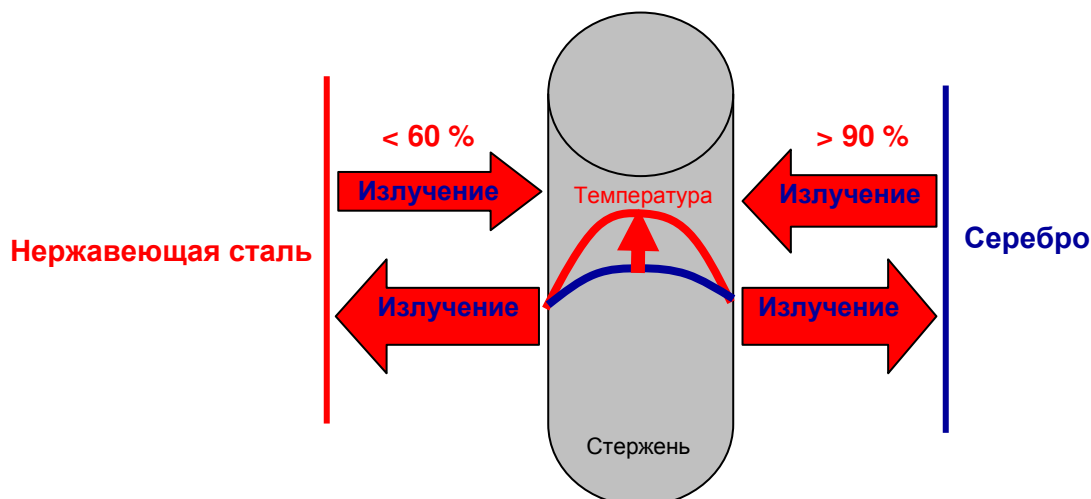 < 60 %
> 90 %
Излучение
Температура
Излучение
Нержавеющая сталь
Серебро
Излучение
Излучение
Стержень